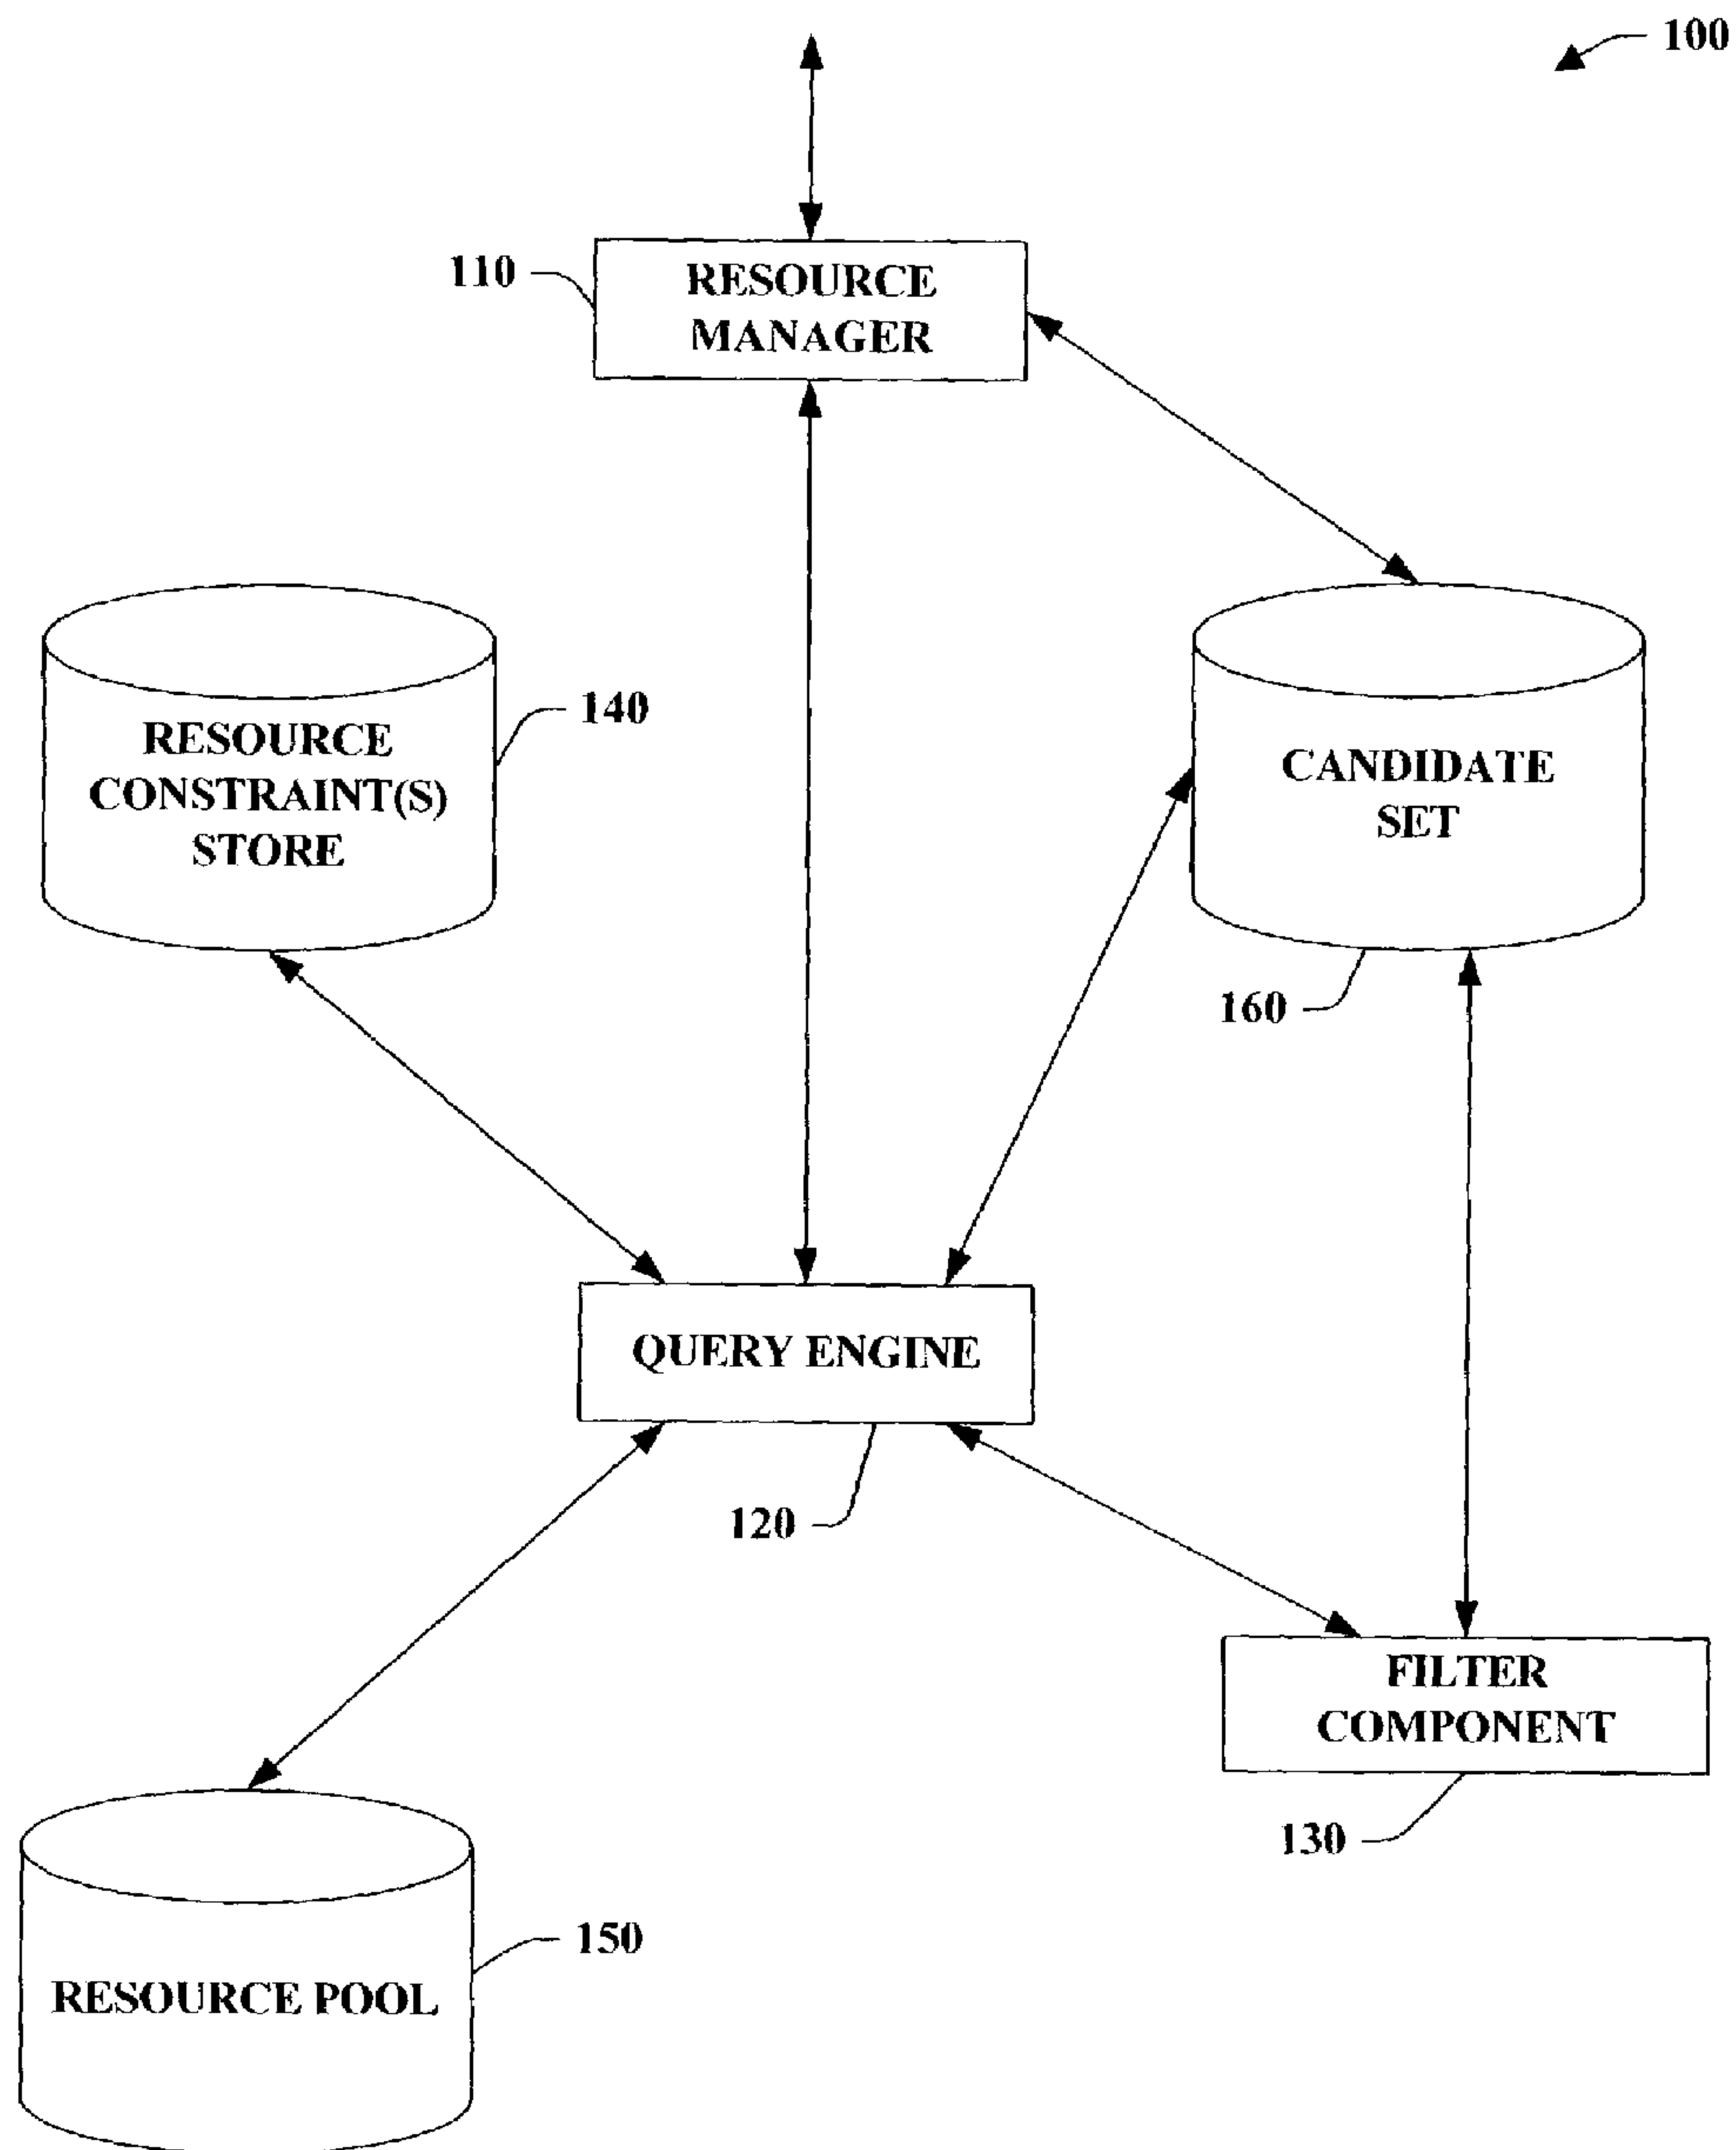 100
110
RESOURCE
MANAGER
140
RESOURCE
CONSTRAINT(S)
STORE
CANDIDATE
SET
160
QUERY ENGINE
120
FILTER
COMPONENT
130
150
RESOURCE POOL